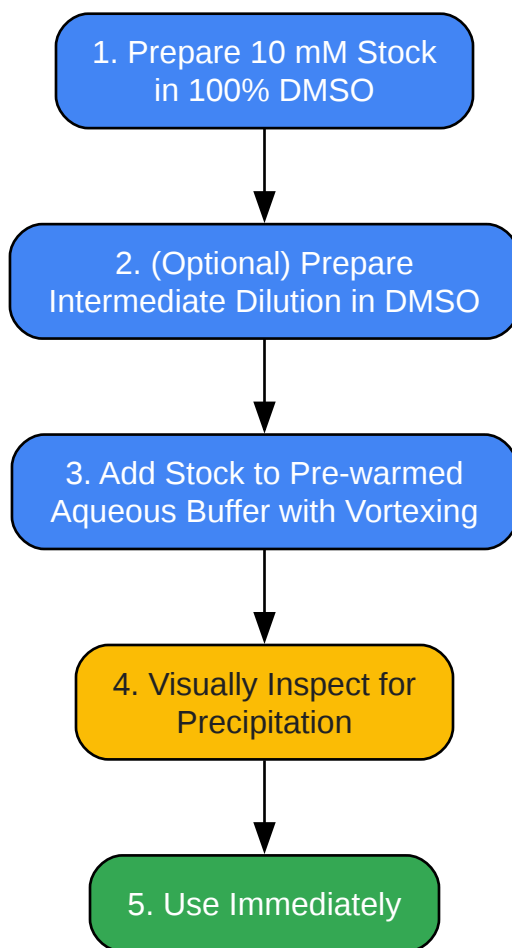 1. Prepare 10 mM Stock
in 100% DMSO
2. (Optional) Prepare
Intermediate Dilution in DMSO
3. Add Stock to Pre-warmed
Aqueous Buffer with Vortexing
4. Visually Inspect for
Precipitation
5. Use Immediately